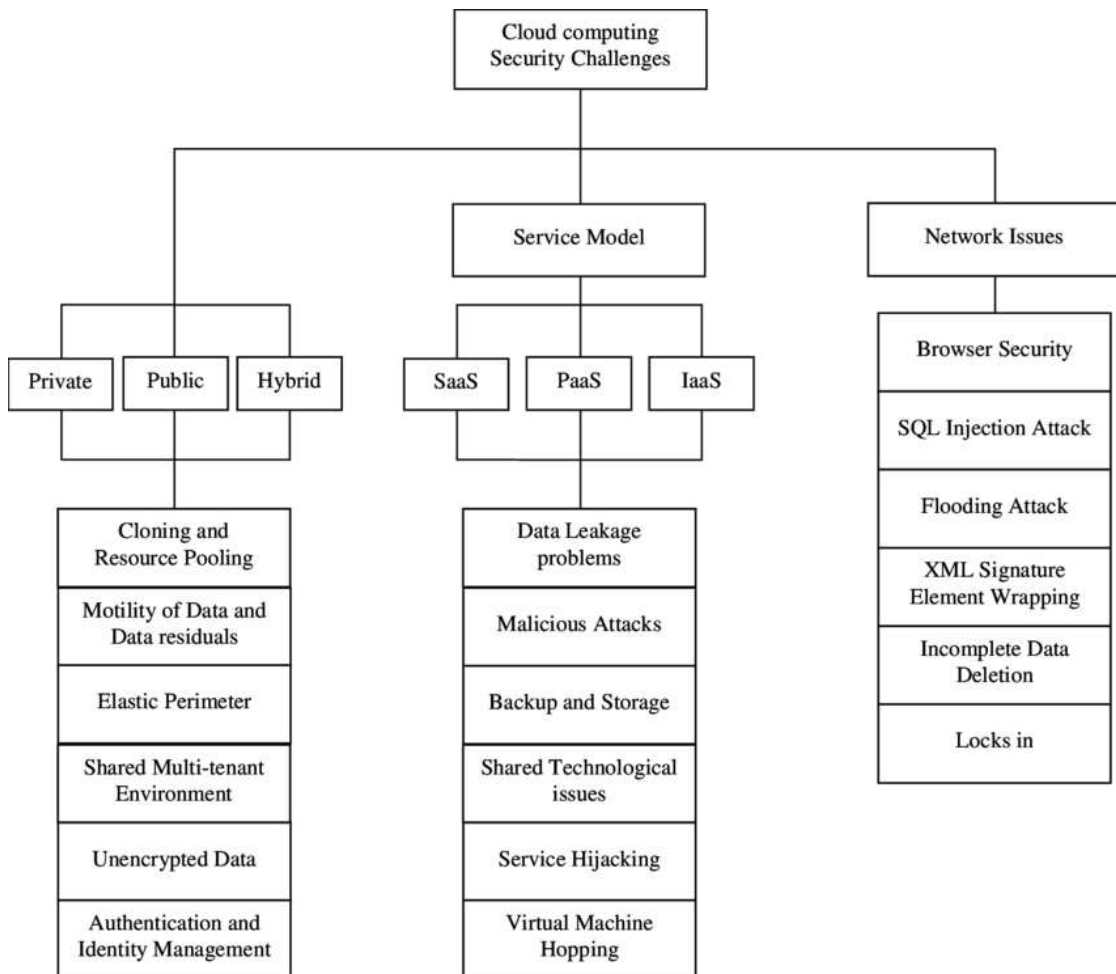 Cloud computing
Security Challenges
Service Model
Network Issues
Private
Public
Hybrid
SaaS
PaaS
IaaS
Cloning and
Resource Pooling
Motility of Data and
Data residuals
Elastic Perimeter
Shared Multi-tenant
Environment
Unencrypted Data
Authentication and
Identity Management
Data Leakage
problems
Malicious Attacks
Backup and Storage
Shared Technological
issues
Service Hijacking
Virtual Machine
Hopping
Browser Security
SQL Injection Attack
Flooding Attack
XML Signature
Element Wrapping
Incomplete Data
Deletion
Locks in